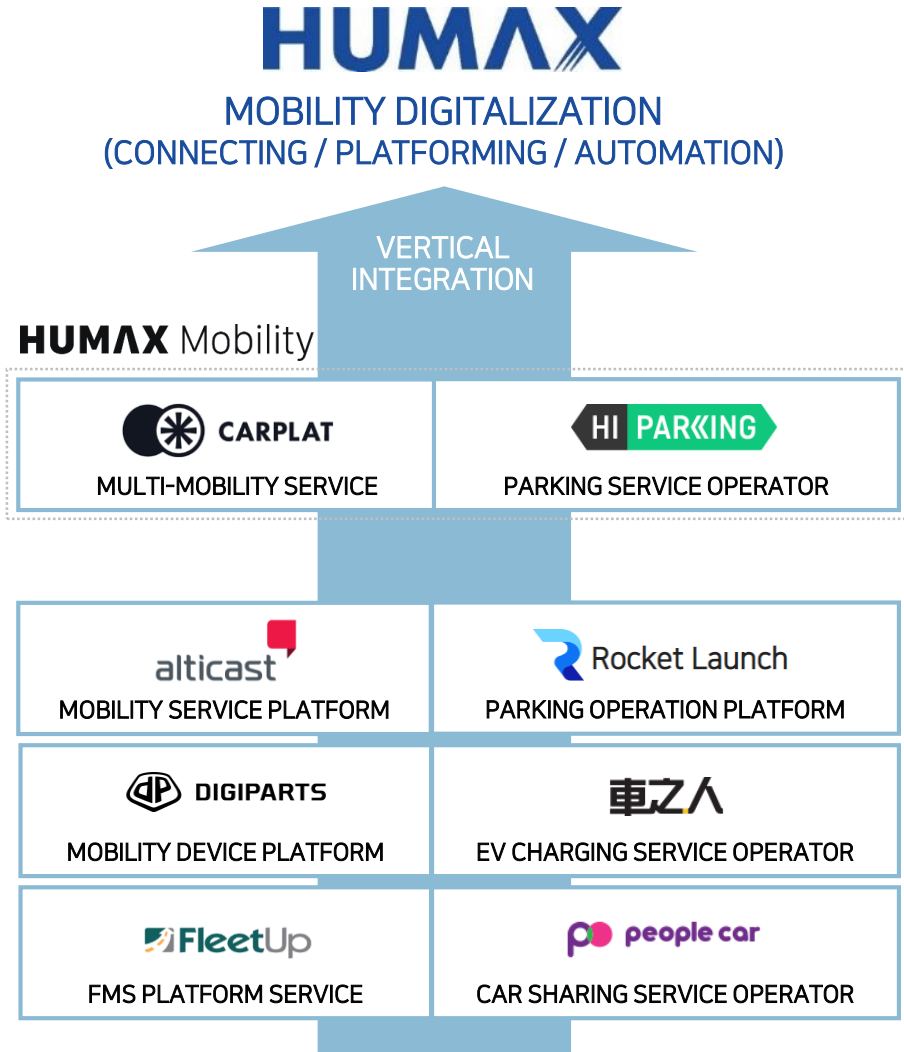 HUMAX
MOBILITY DIGITALIZATION
(CONNECTING / PLATFORMING / AUTOMATION)
VERTICAL
INTEGRATION
HUMAX Mobility
CARPLAT
MULTI-MOBILITY SERVICE
HI PARKING
PARKING SERVICE OPERATOR
alticast
MOBILITY SERVICE PLATFORM
Rocket Launch
PARKING OPERATION PLATFORM
DP DIGIPARTS
MOBILITY DEVICE PLATFORM
車之人
EV CHARGING SERVICE OPERATOR
FleetUp
FMS PLATFORM SERVICE
people car
CAR SHARING SERVICE OPERATOR